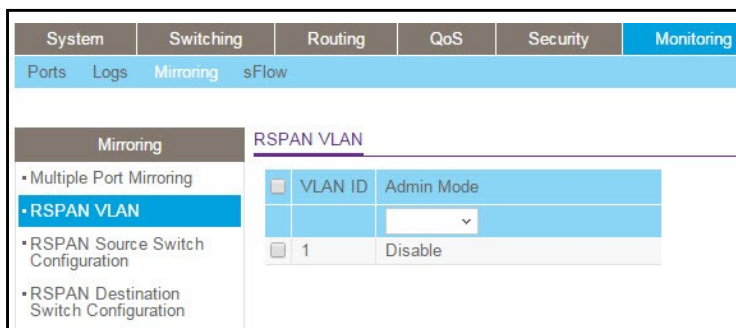 System Switching Routing QoS Security Monitoring
Ports Logs Mirroring sFlow
Mirroring
Multiple Port Mirroring
RSPAN VLAN
RSPAN Source Switch
Configuration
RSPAN Destination
Switch Configuration
RSPAN VLAN
VLAN ID Admin Mode
1 Disable